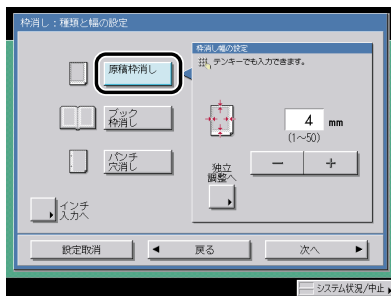 枠消し：種類と幅の設定
原稿枠消し
ブック
枠消し
パンチ
穴消し
インチ
入力へ
枠消し幅の設定
テンキーでも入力できます。
4 mm
(1～50)
独立
調整へ
－ ＋
設定取消
◀ 戻る
次へ ▶
システム状況/中止